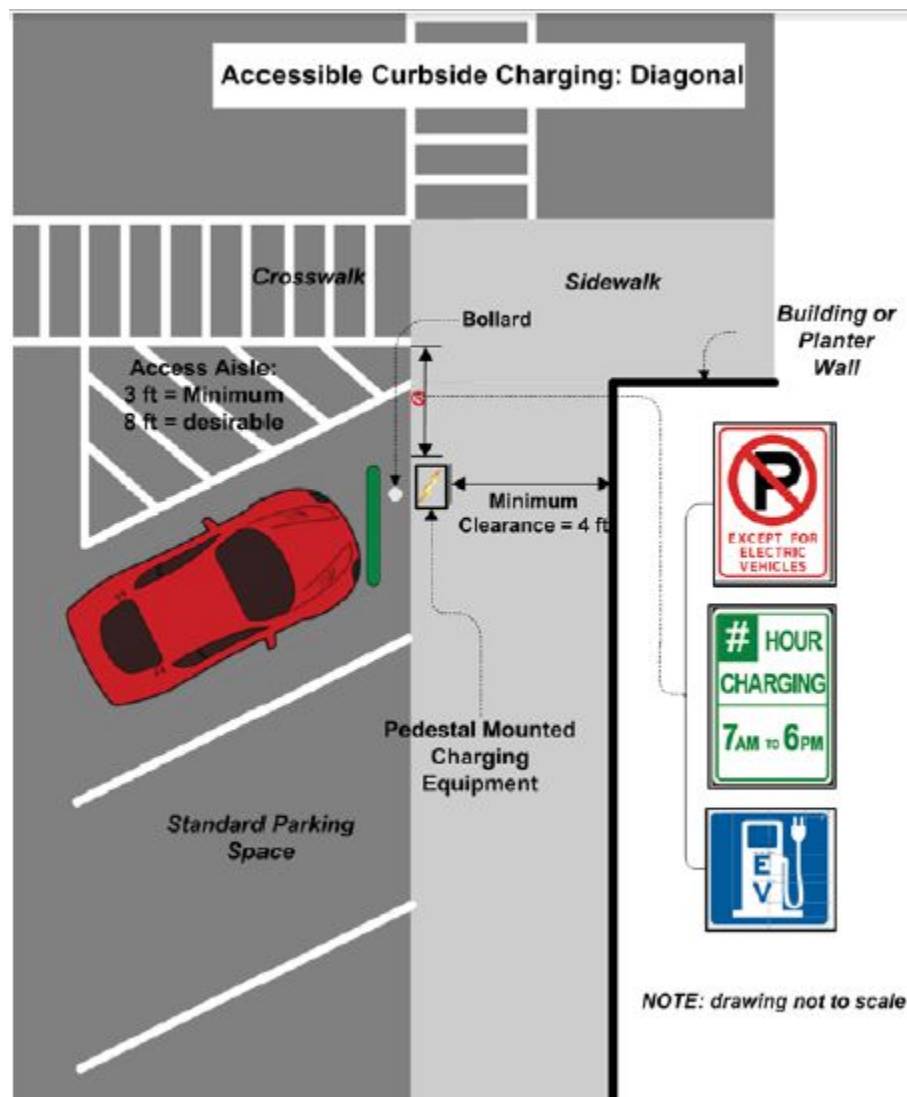 Accessible Curbside Charging: Diagonal
Crosswalk
Sidewalk
Bollard
Building or
Planter
Wall
Access Aisle:
3 ft = Minimum
8 ft = desirable
Minimum
Clearance = 4 ft
P
EXCEPT FOR
ELECTRIC
VEHICLES
# HOUR
CHARGING
7AM TO 6PM
Pedestal Mounted
Charging
Equipment
Standard Parking
Space
E
V
NOTE: drawing not to scale